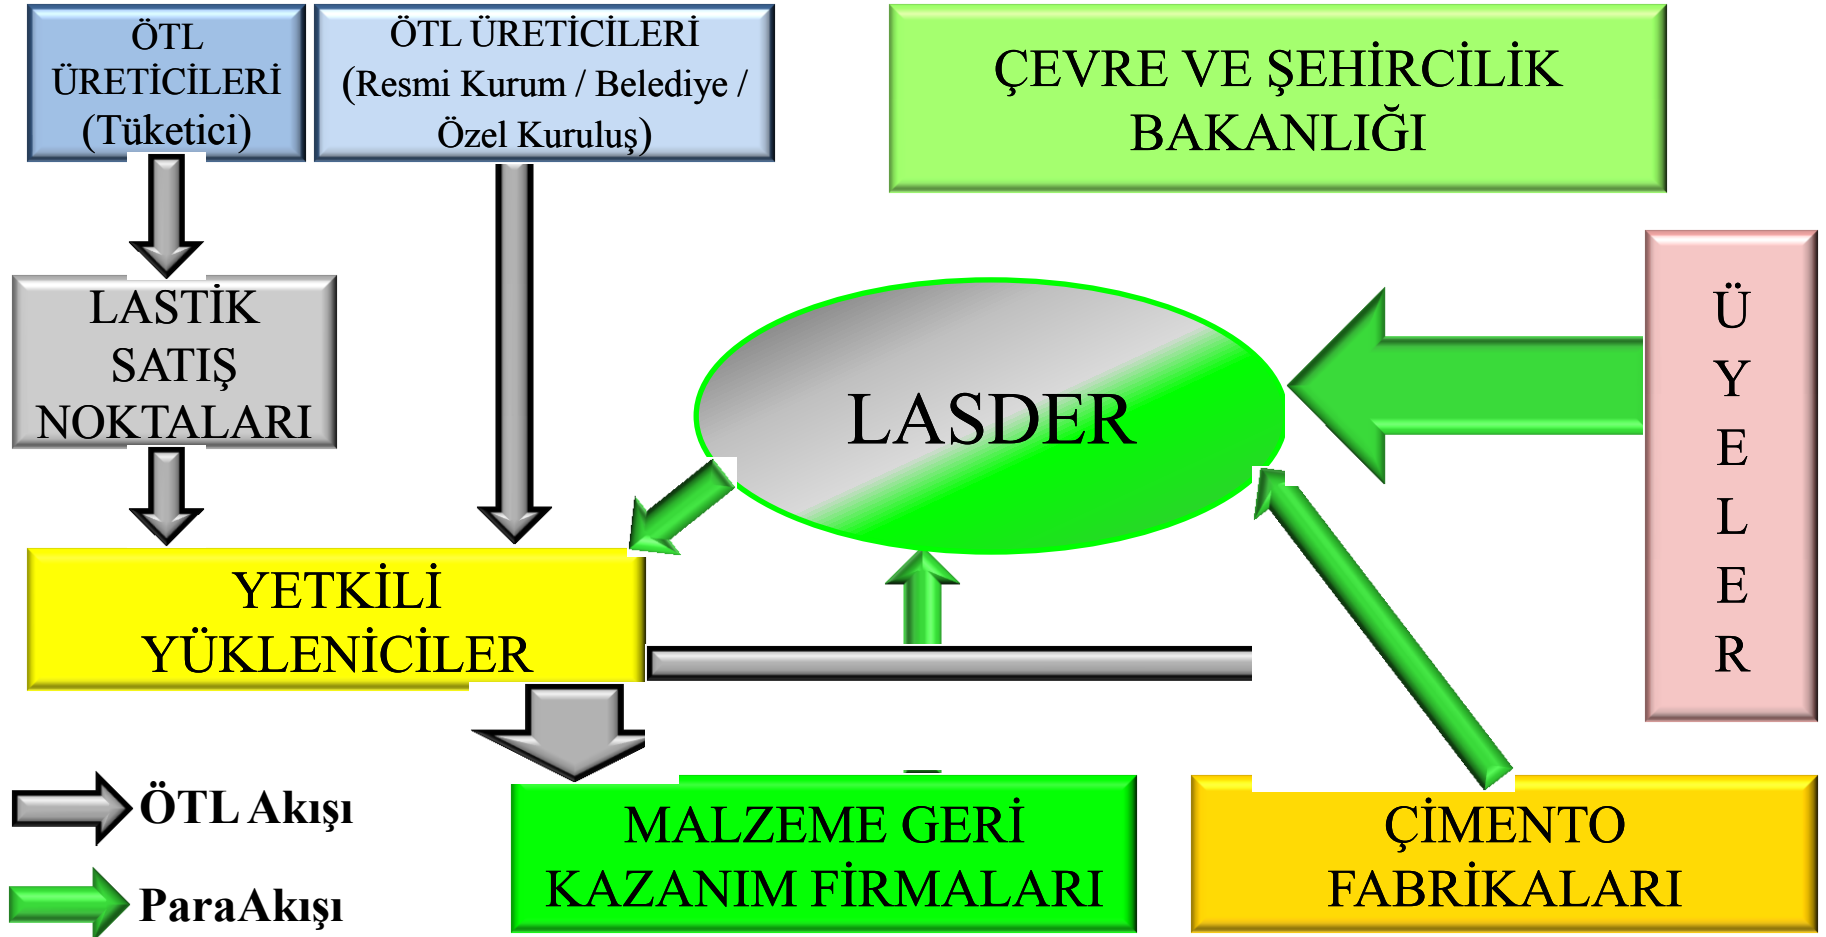 ÖTL
ÜRETİCİLERİ
(Tüketici)
ÖTL ÜRETİCİLERİ
(Resmi Kurum / Belediye /
Özel Kuruluş)
ÇEVRE VE ŞEHİRCİLİK
BAKANLIĞI
LASTİK
SATIŞ
NOKTALARI
LASDER
Ü
Y
E
L
E
R
YETKİLİ
YÜKLENİCİLER
ÖTL Akışı
ParaAkışı
MALZEME GERİ
KAZANIM FİRMALARI
ÇİMENTO
FABRİKALARI